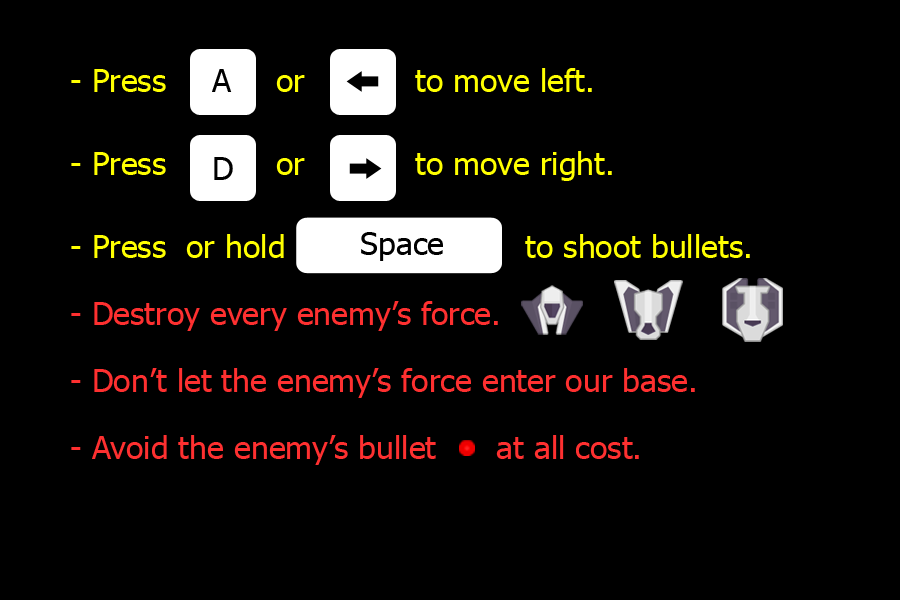 - Press A or ← to move left.
- Press D or → to move right.
- Press or hold Space to shoot bullets.
- Destroy every enemy’s force.
- Don’t let the enemy’s force enter our base.
- Avoid the enemy’s bullet at all cost.